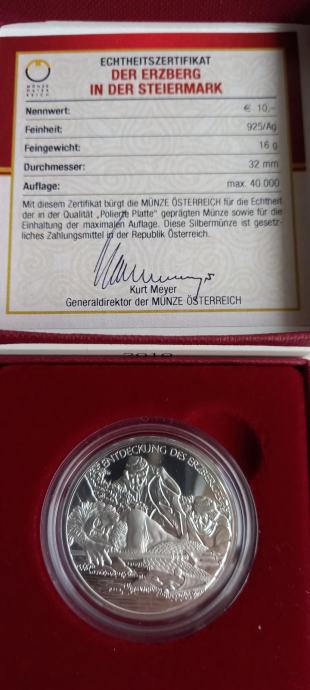 MÜNZE
ÖSTERREICH
ECHTHEITSZERTIFIKAT
DER ERZBERG
IN DER STEIERMARK
Nennwert: € 10,–
Feinheit: 925/Ag
Feingewicht: 16 g
Durchmesser: 32 mm
Auflage: max. 40.000
Mit diesem Zertifikat bürgt die MÜNZE ÖSTERREICH für die Echtheit
der in der Qualität „Polierte Platte“ geprägten Münze sowie für die
Einhaltung der maximalen Auflage. Diese Silbermünze ist gesetz-
liches Zahlungsmittel in der Republik Österreich.
Kurt Meyer
Generaldirektor der MÜNZE ÖSTERREICH
ENTDECKUNG DES